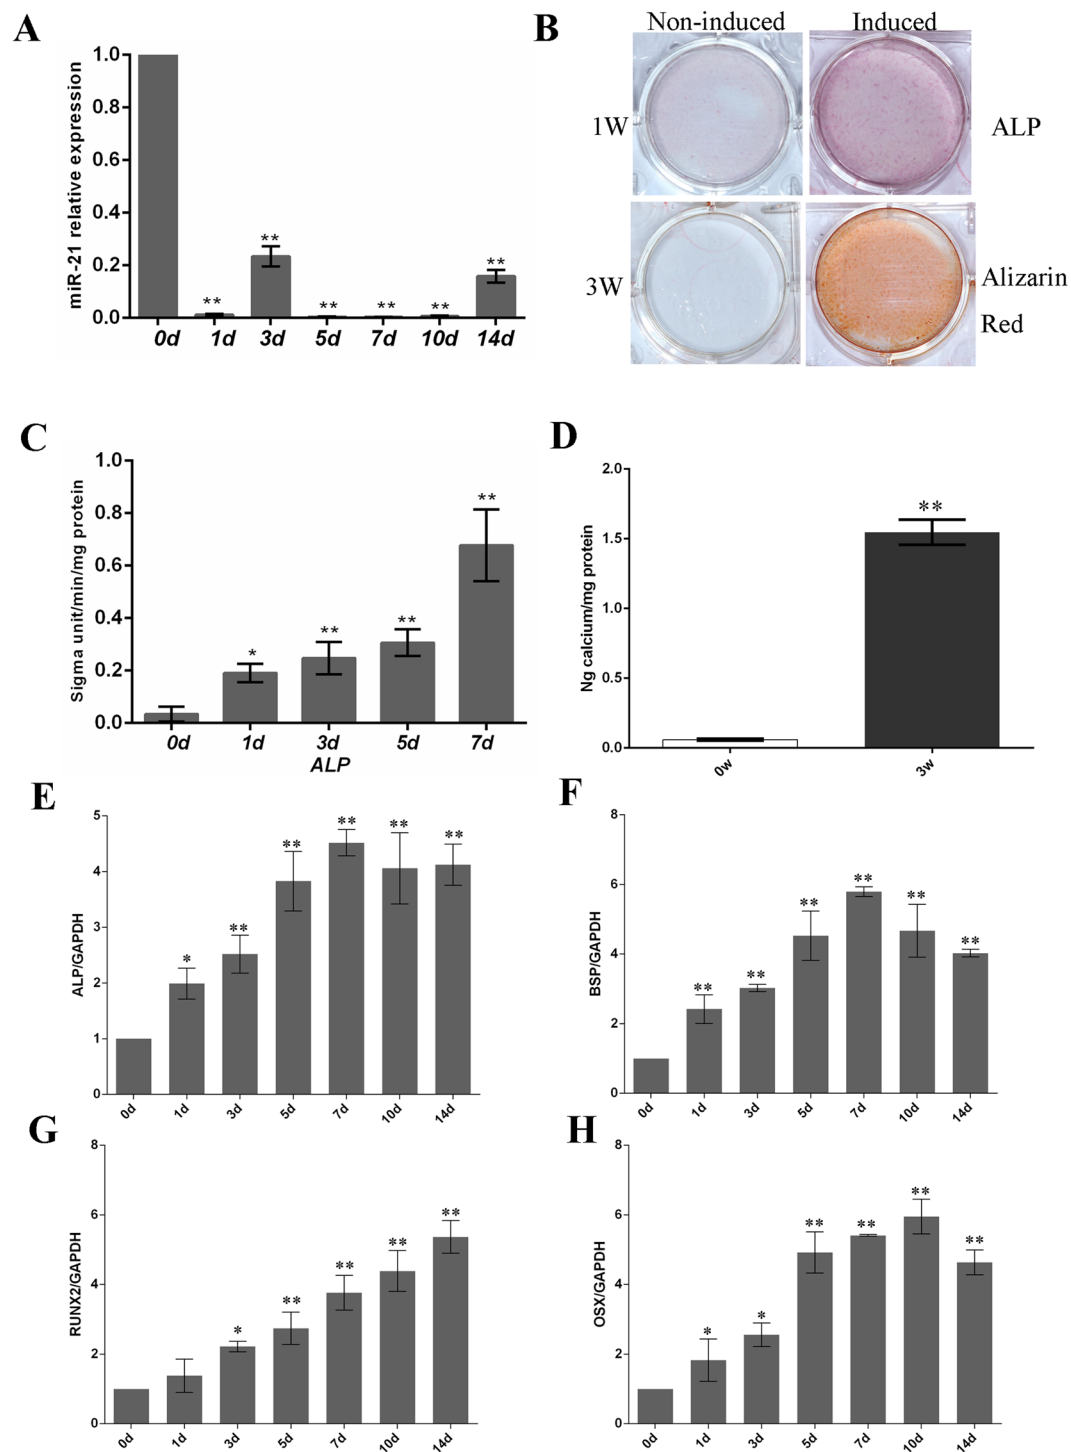 A
miR-21 relative expression
1.0
0.8
0.6
0.4
0.2
0.0
**
**
**
**
**
**
0d 1d 3d 5d 7d 10d 14d
B
Non-induced Induced
1W
ALP
3W
Alizarin
Red
C
Sigma unit/min/mg protein
1.0
0.8
0.6
0.4
0.2
0.0
*
**
**
**
0d 1d 3d 5d 7d
ALP
D
Ng calcium/mg protein
2.0
1.5
1.0
0.5
0.0
**
0w 3w
E
ALP/GAPDH
5
4
3
2
1
0
*
**
**
**
**
**
0d 1d 3d 5d 7d 10d 14d
F
BSP/GAPDH
8
6
4
2
0
**
**
**
**
**
**
0d 1d 3d 5d 7d 10d 14d
G
RUNX2/GAPDH
8
6
4
2
0
*
**
**
**
**
0d 1d 3d 5d 7d 10d 14d
H
OSX/GAPDH
8
6
4
2
0
*
*
**
**
**
**
0d 1d 3d 5d 7d 10d 14d